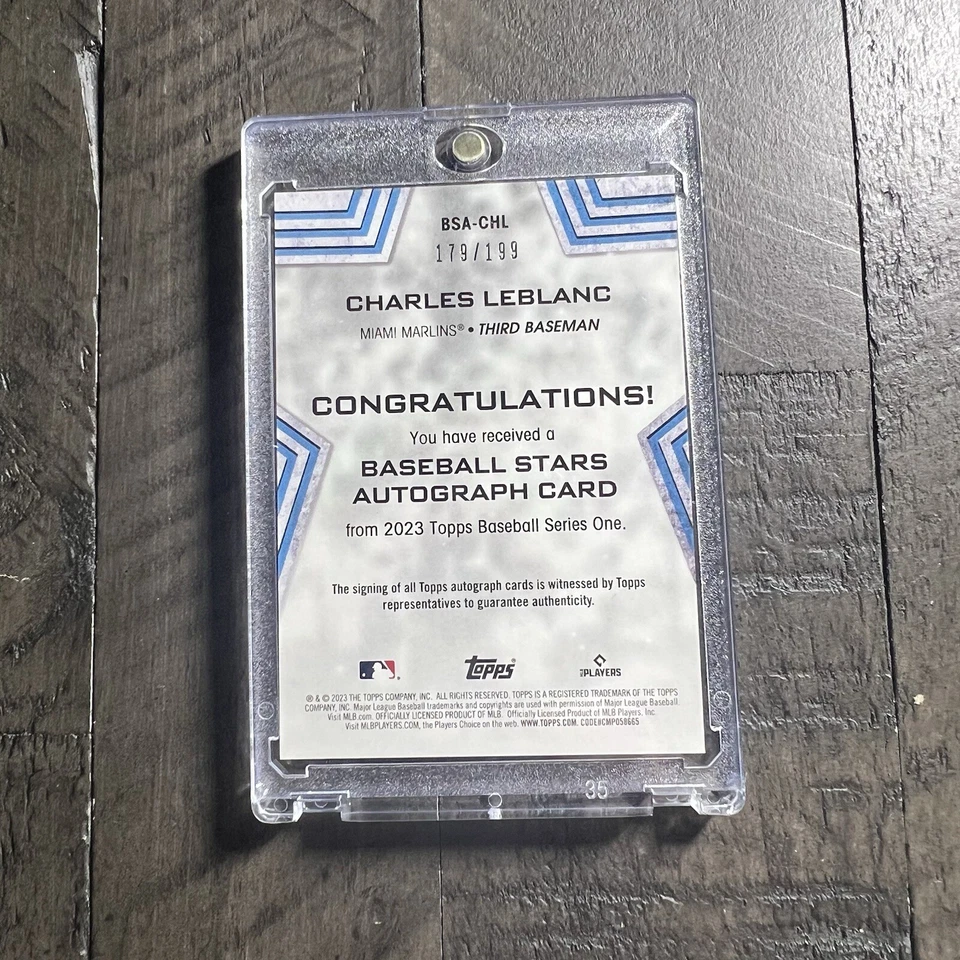 BSA-CHL
179/199
CHARLES LEBLANC
MIAMI MARLINS® • THIRD BASEMAN
CONGRATULATIONS!
You have received a
BASEBALL STARS
AUTOGRAPH CARD
from 2023 Topps Baseball Series One.
The signing of all Topps autograph cards is witnessed by Topps
representatives to guarantee authenticity.
topps
MLB PLAYERS
® & © 2023 THE TOPPS COMPANY, INC. ALL RIGHTS RESERVED. TOPPS IS A REGISTERED TRADEMARK OF THE TOPPS
COMPANY, INC. Major League Baseball trademarks and copyrights are used with permission of Major League Baseball.
Visit MLB.com. OFFICIALLY LICENSED PRODUCT OF MLB. Officially Licensed Product of MLB Players, Inc.
Visit MLBPLAYERS.COM, the Players Choice on the web. WWW.TOPPS.COM. CODE#CMP058665
35